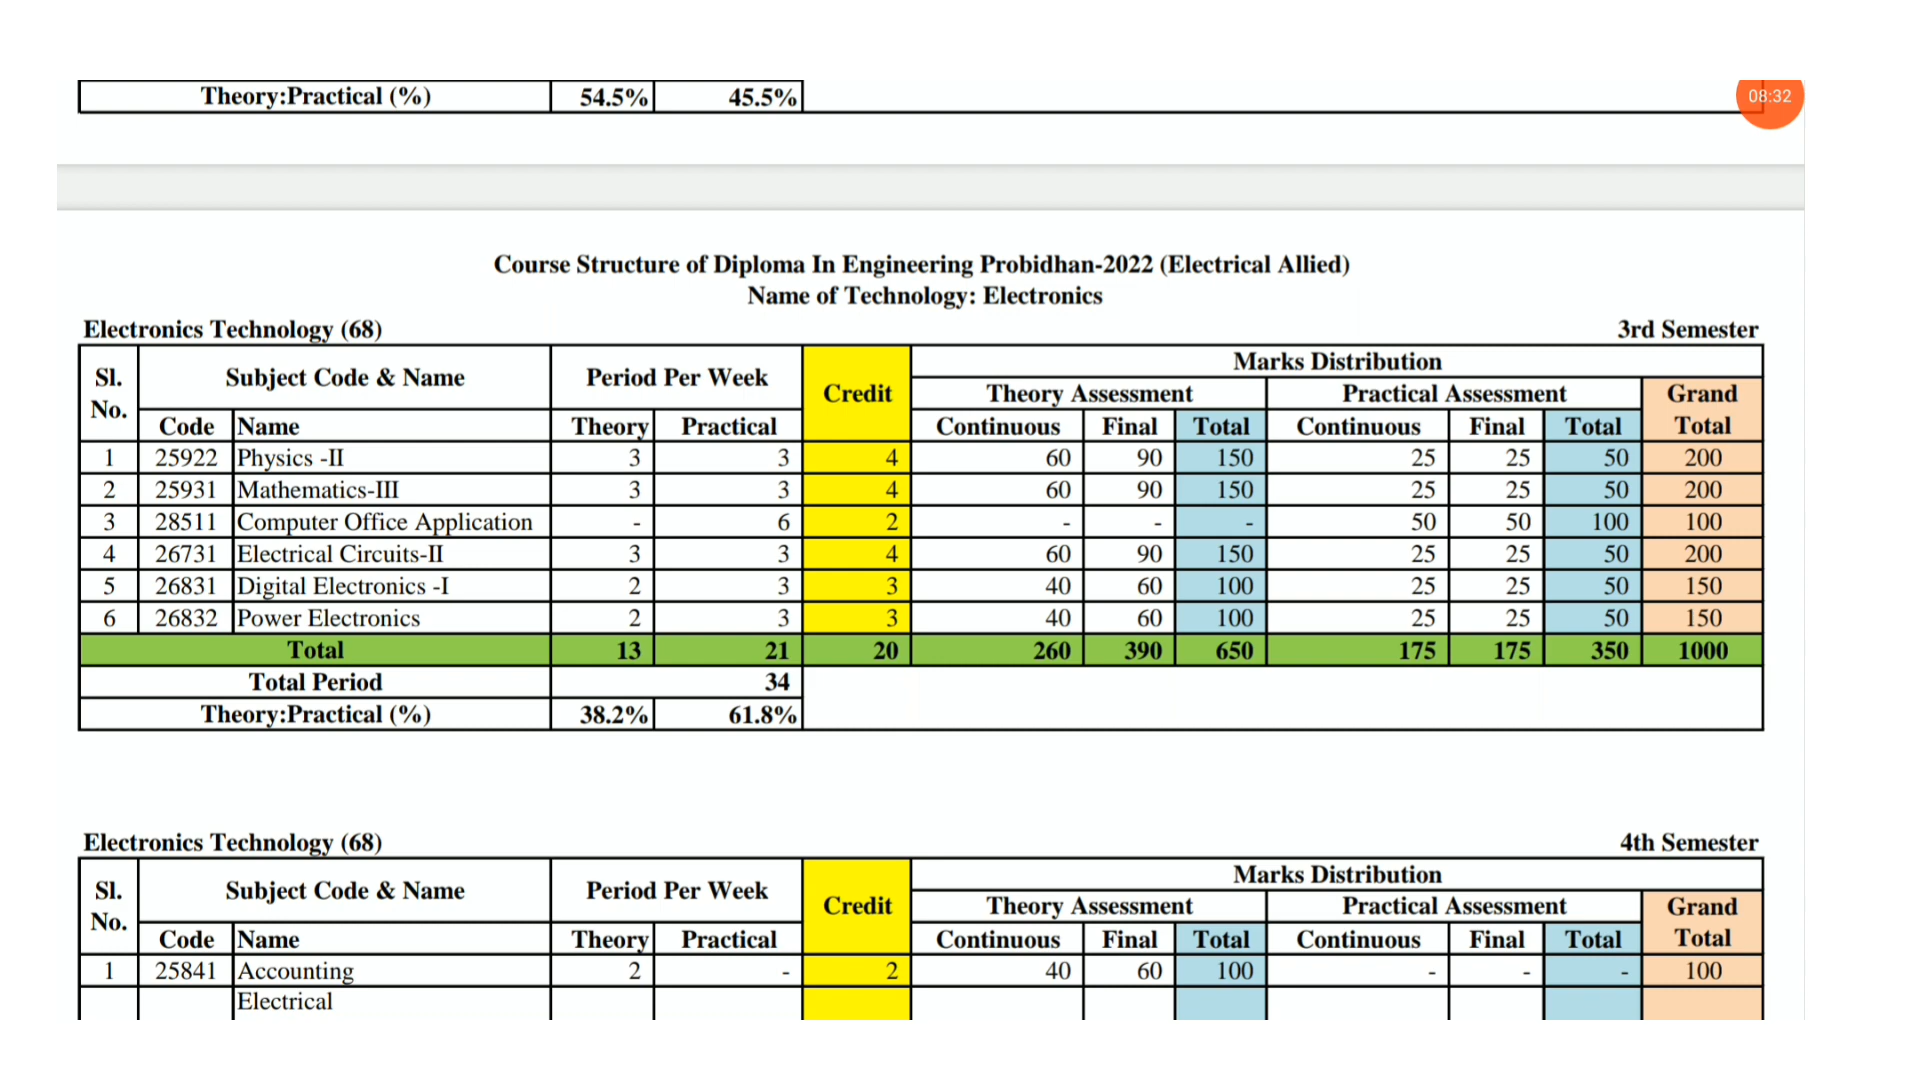 Theory:Practical (%) 54.5% 45.5%
08:32
Course Structure of Diploma In Engineering Probidhan-2022 (Electrical Allied)
Name of Technology: Electronics
Electronics Technology (68) 3rd Semester
Sl. No. Subject Code & Name Period Per Week Credit Marks Distribution
Theory Assessment Practical Assessment Grand Total
Code Name Theory Practical Continuous Final Total Continuous Final Total
1 25922 Physics -II 3 3 4 60 90 150 25 25 50 200
2 25931 Mathematics-III 3 3 4 60 90 150 25 25 50 200
3 28511 Computer Office Application - 6 2 - - - 50 50 100 100
4 26731 Electrical Circuits-II 3 3 4 60 90 150 25 25 50 200
5 26831 Digital Electronics -I 2 3 3 40 60 100 25 25 50 150
6 26832 Power Electronics 2 3 3 40 60 100 25 25 50 150
Total 13 21 20 260 390 650 175 175 350 1000
Total Period 34
Theory:Practical (%) 38.2% 61.8%
Electronics Technology (68) 4th Semester
Sl. No. Subject Code & Name Period Per Week Credit Marks Distribution
Theory Assessment Practical Assessment Grand Total
Code Name Theory Practical Continuous Final Total Continuous Final Total
1 25841 Accounting 2 - 2 40 60 100 - - - 100
Electrical